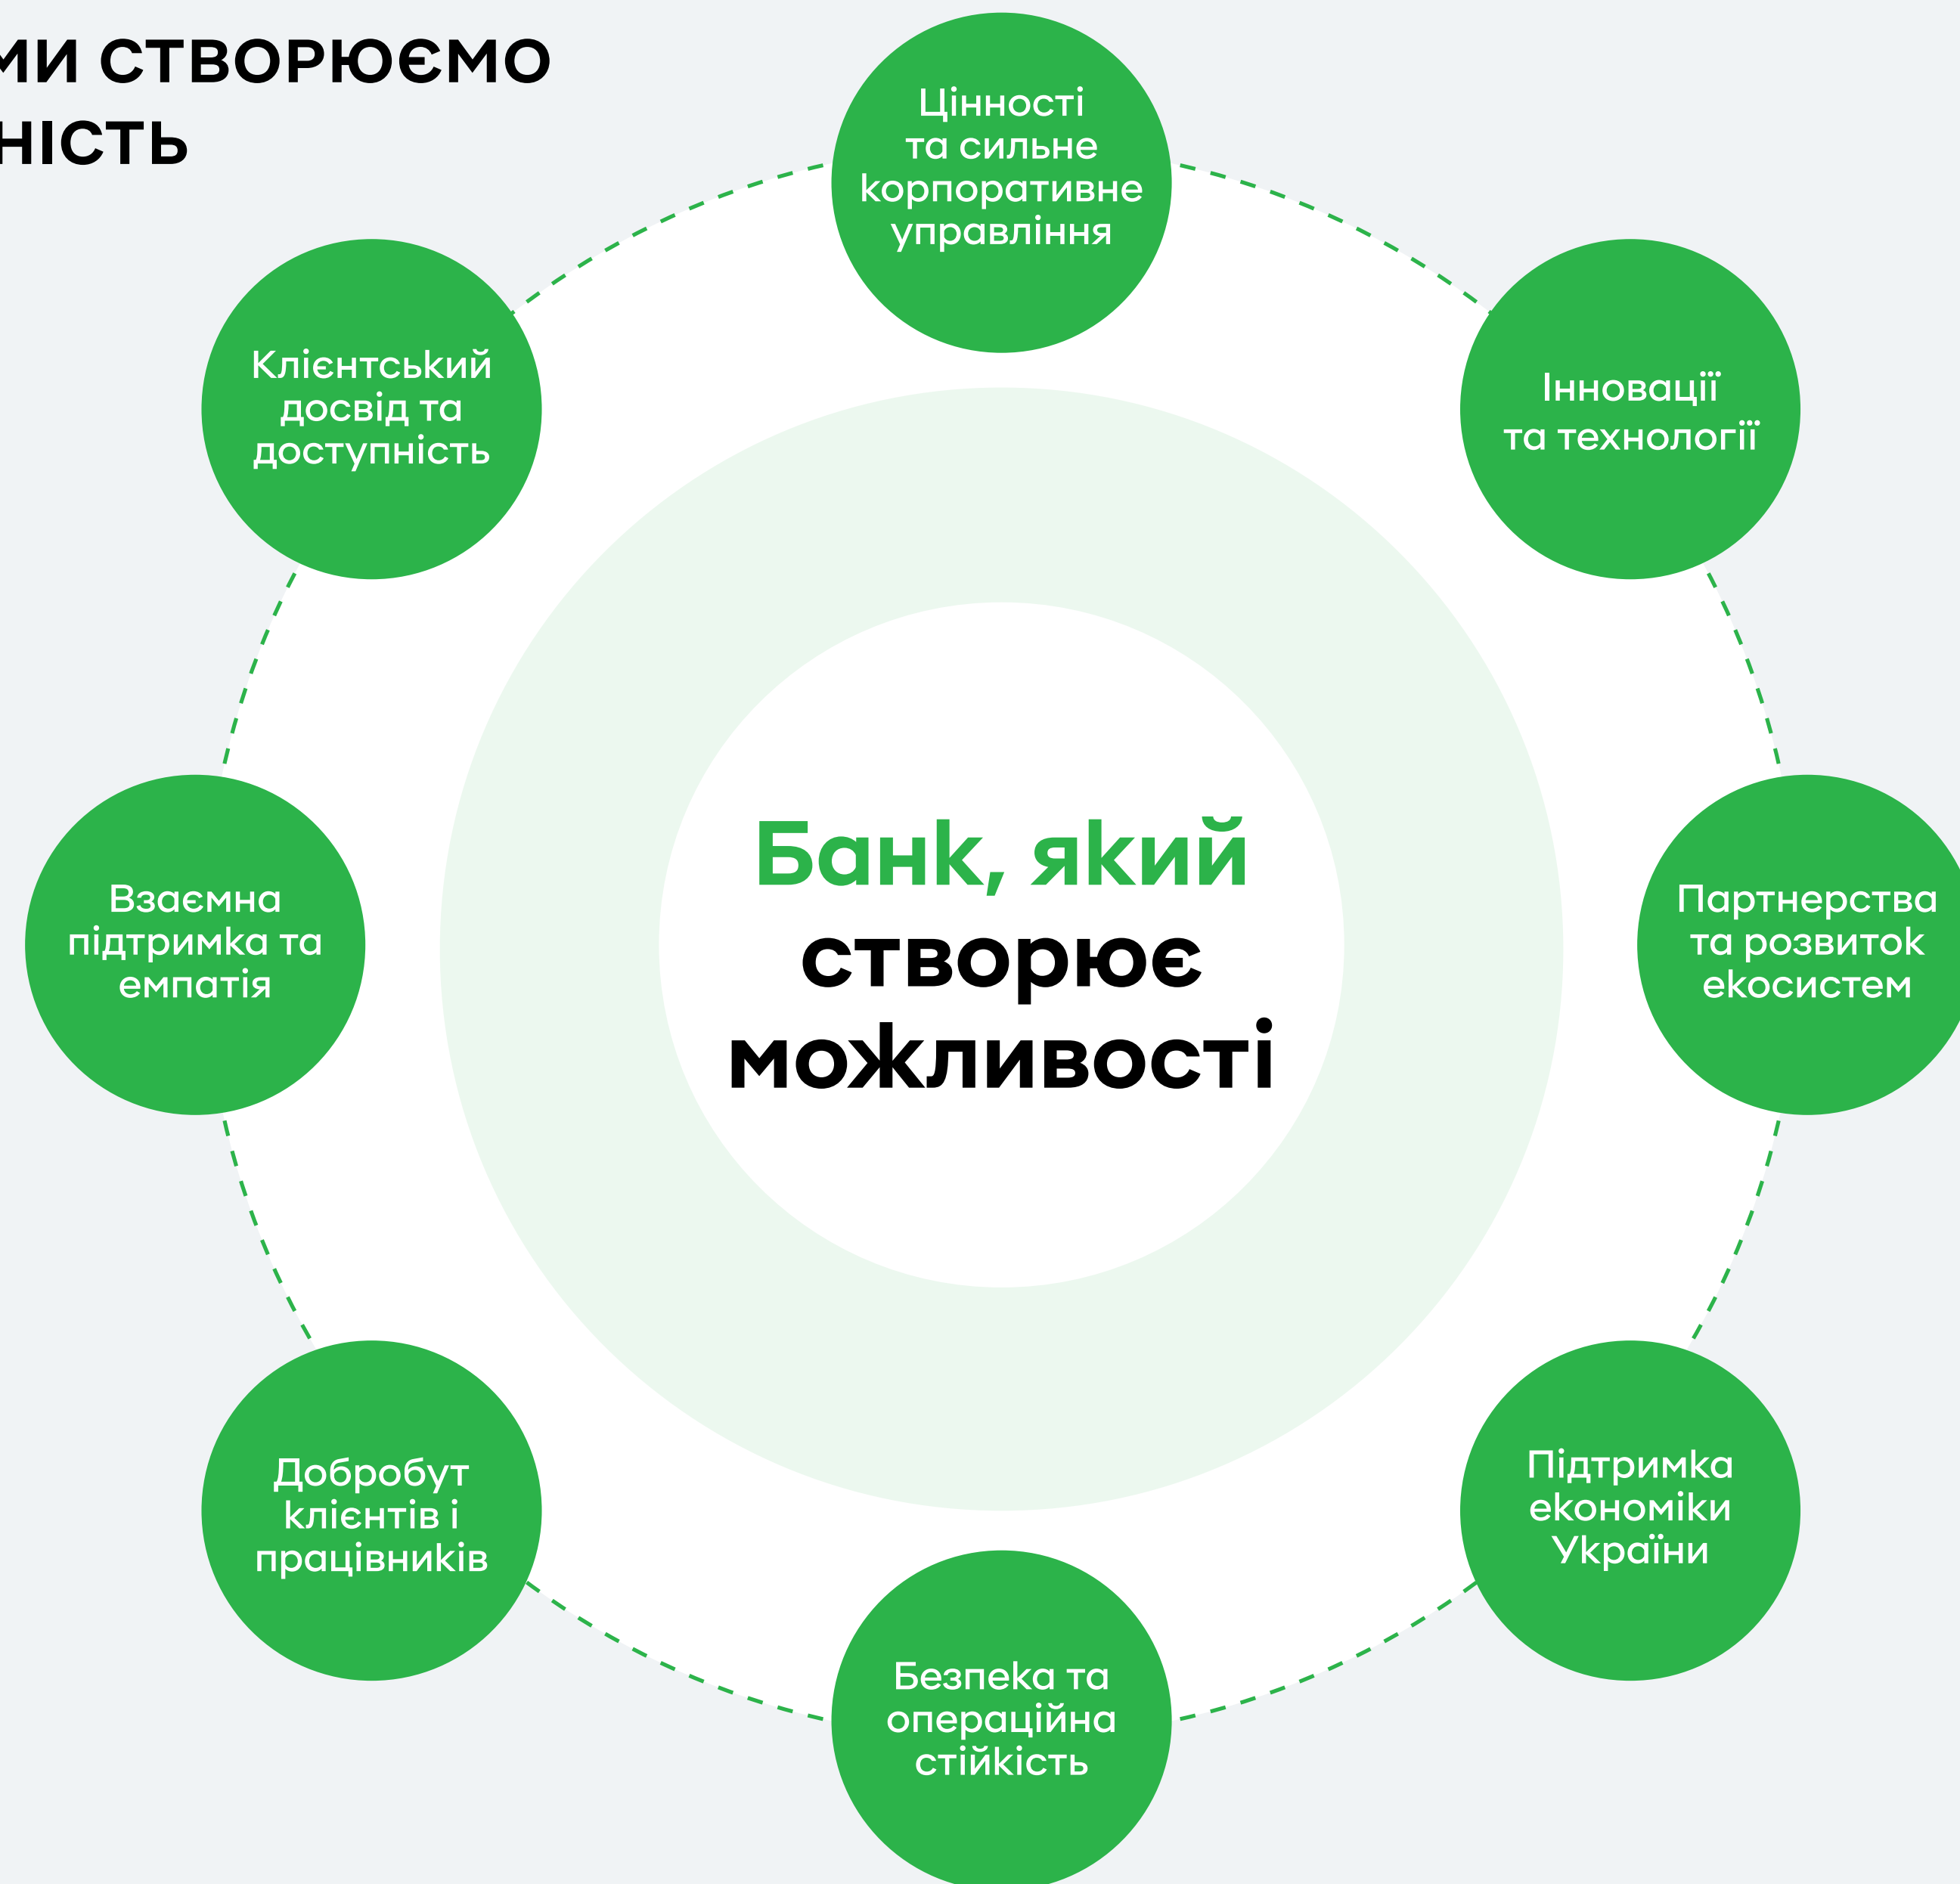 ми створюємо
ність
Цінності
та сильне
корпоративне
управління
Інновації
та технології
Партнерства
та розвиток
екосистем
Підтримка
економіки
України
Безпека та
операційна
стійкість
Добробут
клієнтів і
працівників
Взаємна
підтримка та
емпатія
Клієнтський
досвід та
доступність
Банк, який
створює
можливості